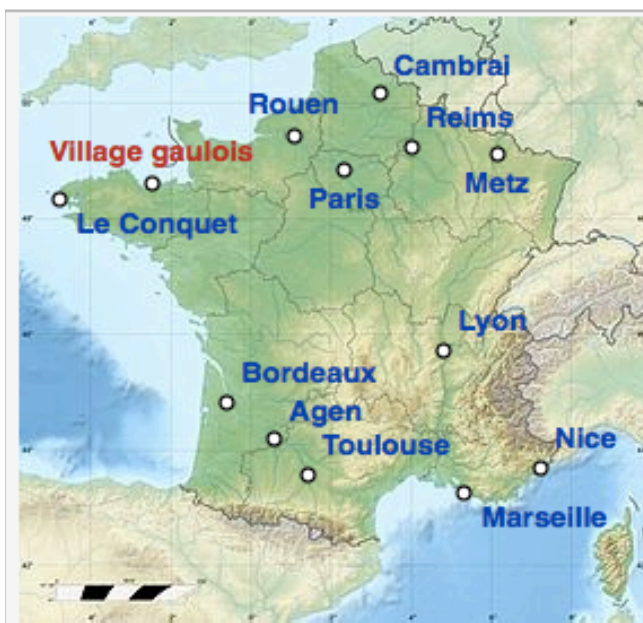 Cambrai
Rouen
Reims
Village gaulois
Paris
Metz
Le Conquet
Lyon
Bordeaux
Agen
Toulouse
Nice
Marseille